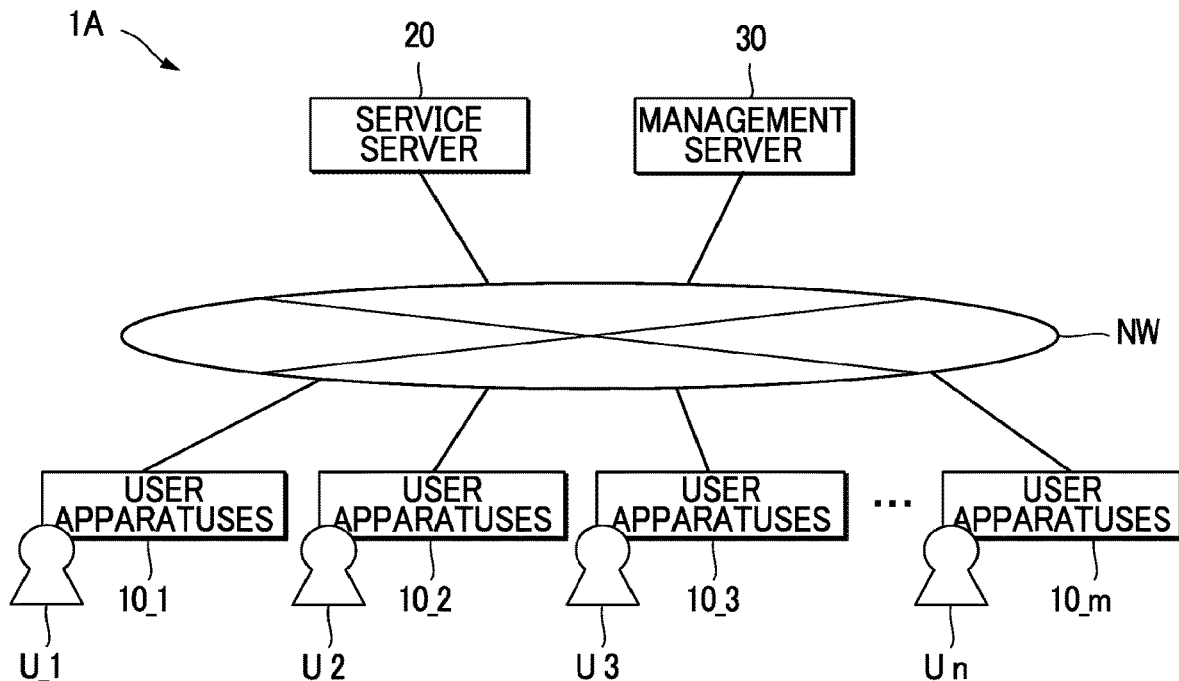 1A
20
30
SERVICE
SERVER
MANAGEMENT
SERVER
NW
USER
APPARATUSES
USER
APPARATUSES
USER
APPARATUSES
...
USER
APPARATUSES
10_1
10_2
10_3
10_m
U_1
U 2
U 3
U n